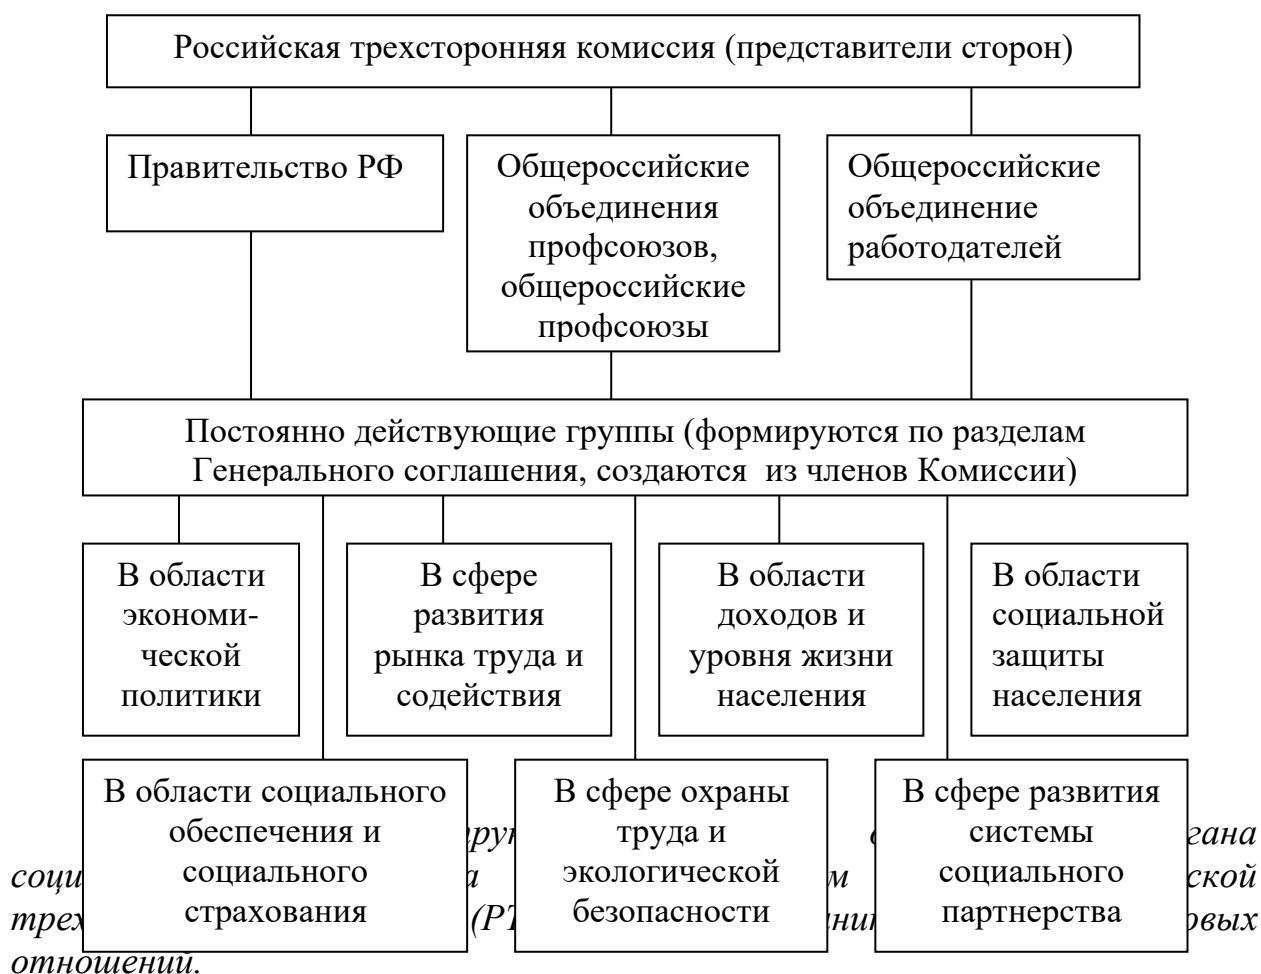 Российская трехсторонняя комиссия (представители сторон)
Правительство РФ
Общероссийские
объединения
профсоюзов,
общероссийские
профсоюзы
Общероссийские
объединение
работодателей
Постоянно действующие группы (формируются по разделам
Генерального соглашения, создаются из членов Комиссии)
В области
экономи-
ческой
политики
В сфере
развития
рынка труда и
содействия
В области
доходов и
уровня жизни
населения
В области
социальной
защиты
населения
В области социального
обеспечения и
социального
страхования
В сфере охраны
труда и
экологической
безопасности
В сфере развития
системы
социального
партнерства
отношений.